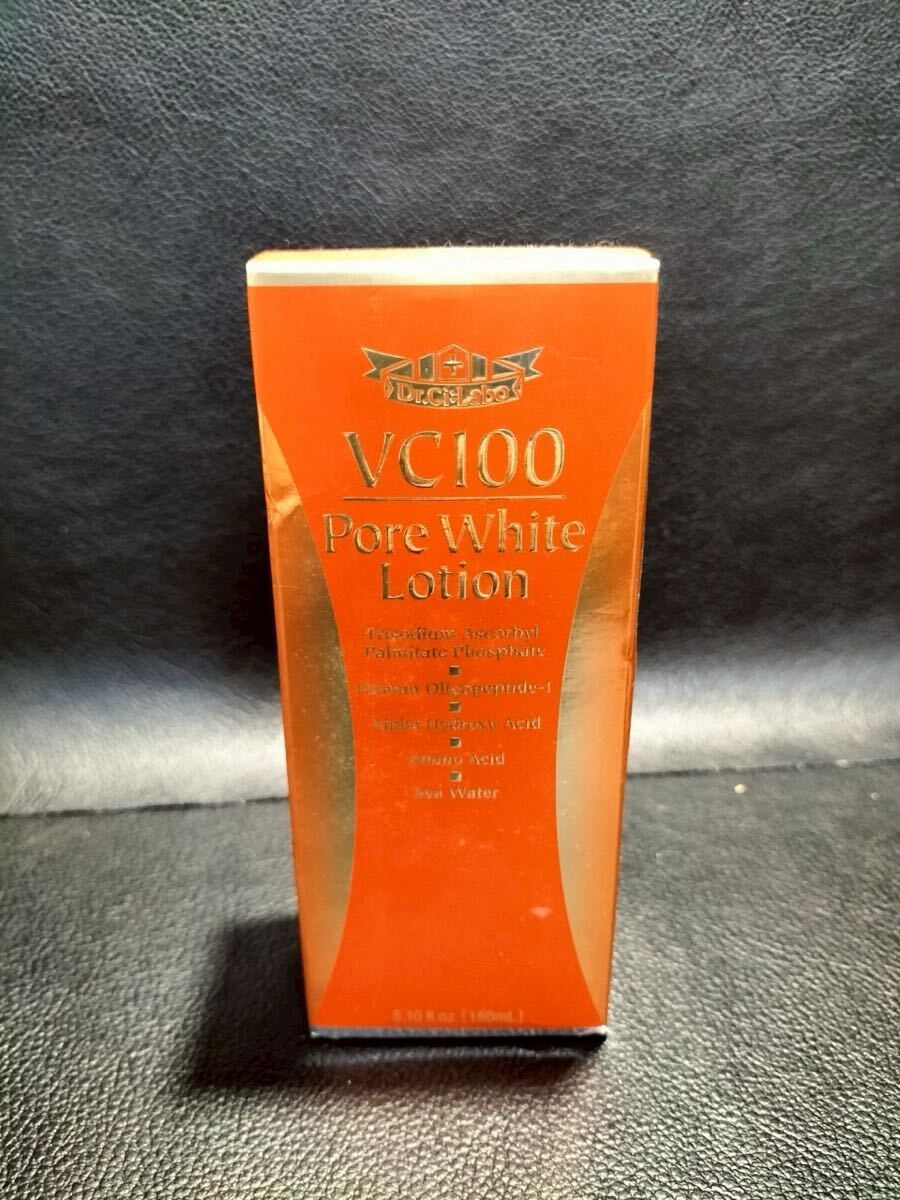 Dr.Ci:Labo
VC100
Pore White
Lotion
Trisodium Ascorbyl
Palmitate Phosphate
Human Oligopeptide-1
Alpha Hydroxy Acid
Amino Acid
Sea Water
5.10 fl oz. [150mL]